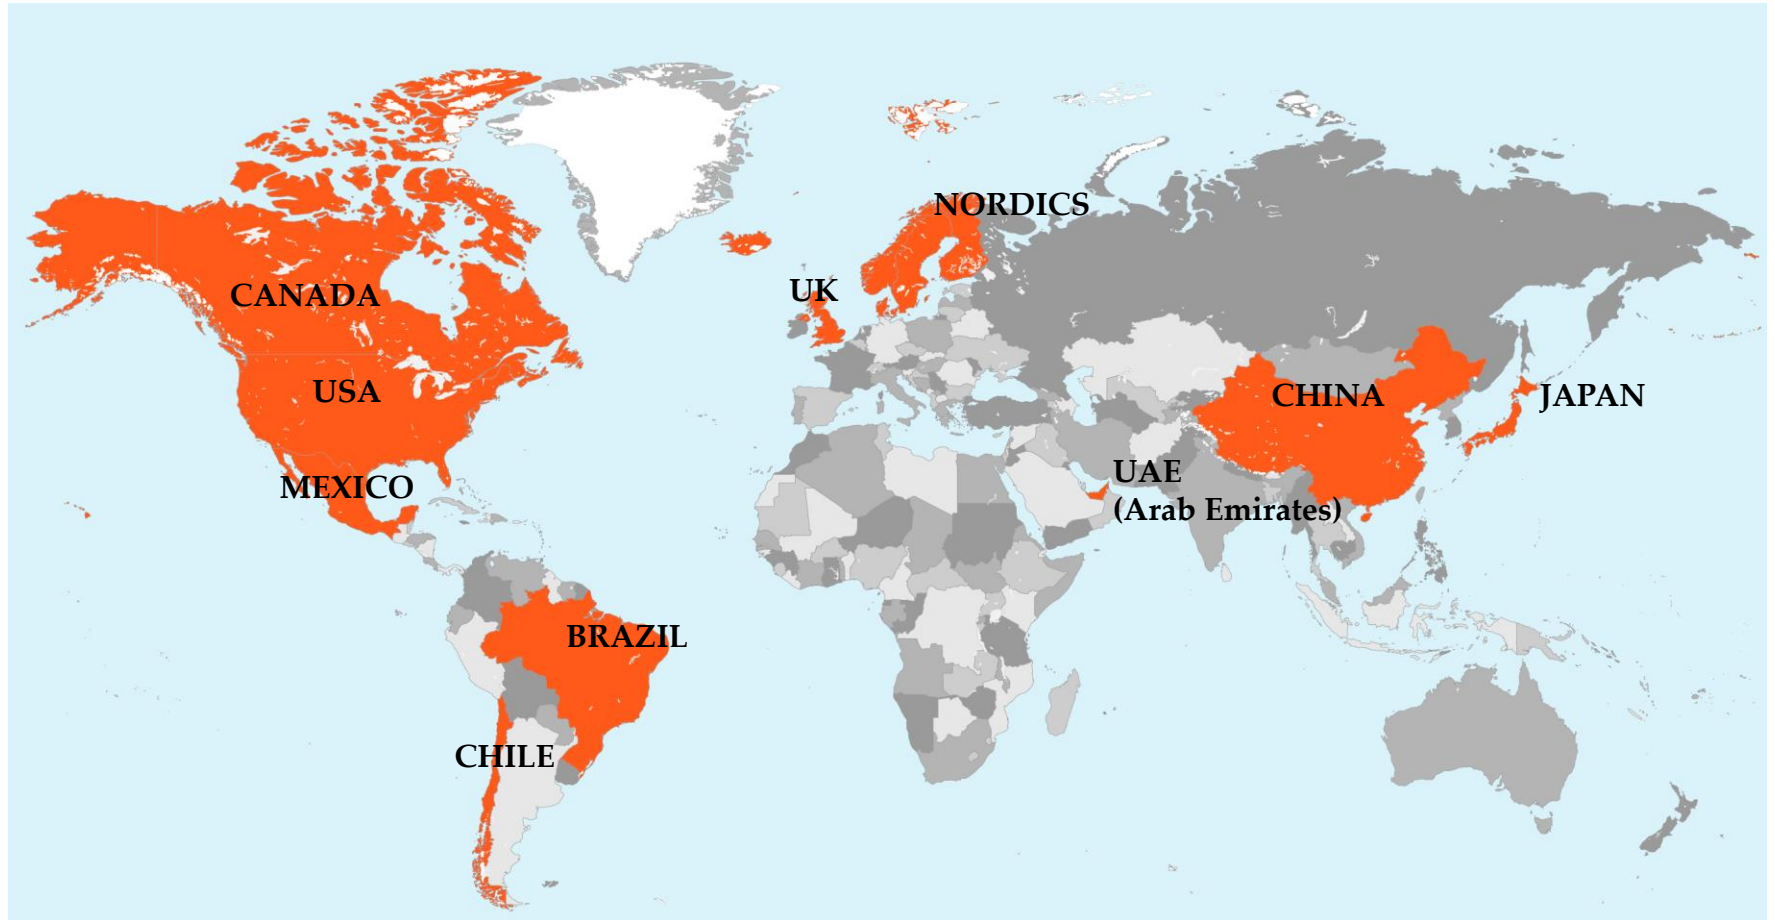 NORDICS
UK
CANADA
USA
CHINA
JAPAN
MEXICO
UAE
(Arab Emirates)
BRAZIL
CHILE